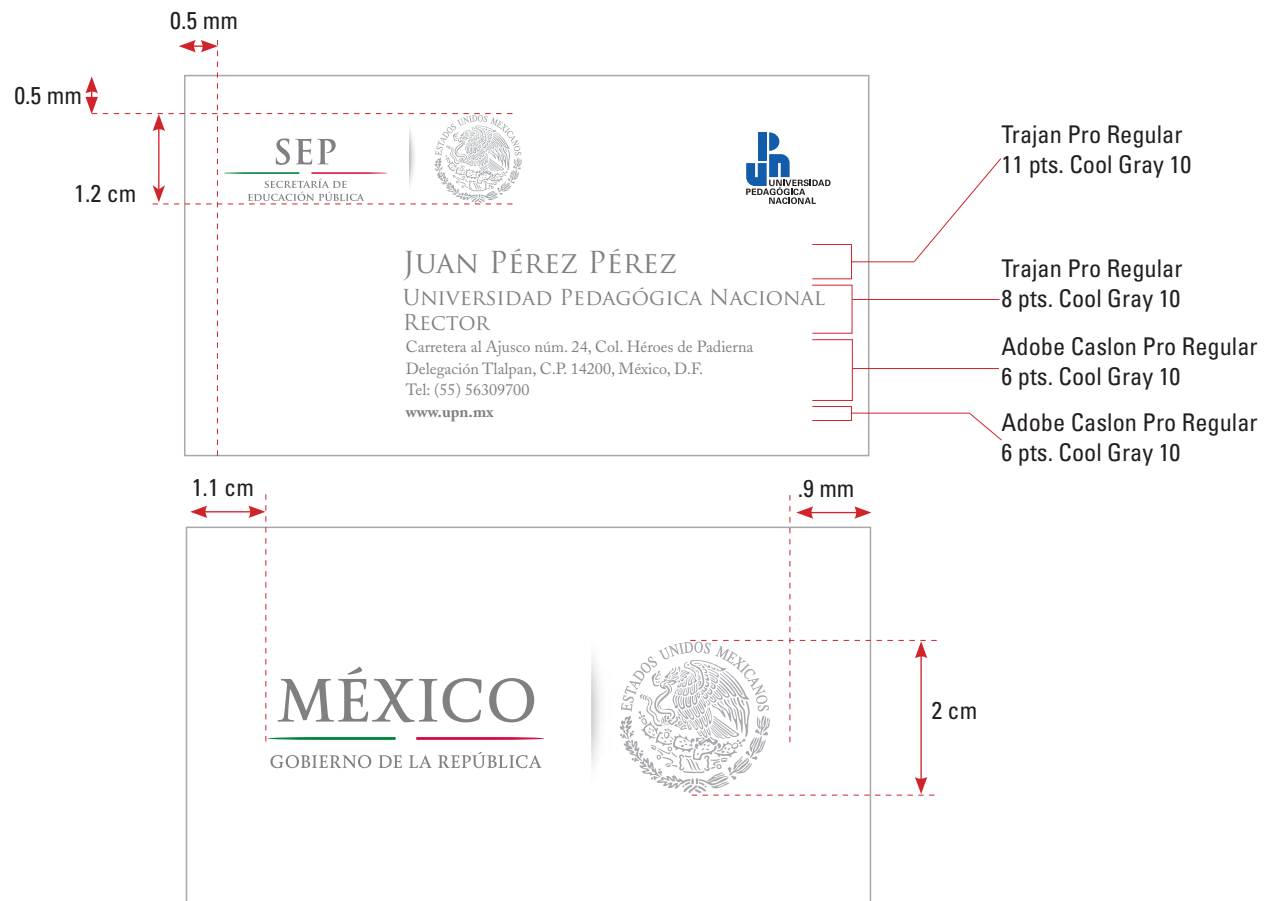 0.5 mm
0.5 mm
1.2 cm
SEP
SECRETARÍA DE
EDUCACIÓN PÚBLICA
ESTADOS UNIDOS MEXICANOS
UNIVERSIDAD
PEDAGÓGICA
NACIONAL
JUAN PÉREZ PÉREZ
UNIVERSIDAD PEDAGÓGICA NACIONAL
RECTOR
Carretera al Ajusco núm. 24, Col. Héroes de Padierna
Delegación Tlalpan, C.P. 14200, México, D.F.
Tel: (55) 56309700
www.upn.mx
Trajan Pro Regular
11 pts. Cool Gray 10
Trajan Pro Regular
8 pts. Cool Gray 10
Adobe Caslon Pro Regular
6 pts. Cool Gray 10
Adobe Caslon Pro Regular
6 pts. Cool Gray 10
1.1 cm
.9 mm
MÉXICO
GOBIERNO DE LA REPÚBLICA
ESTADOS UNIDOS MEXICANOS
2 cm